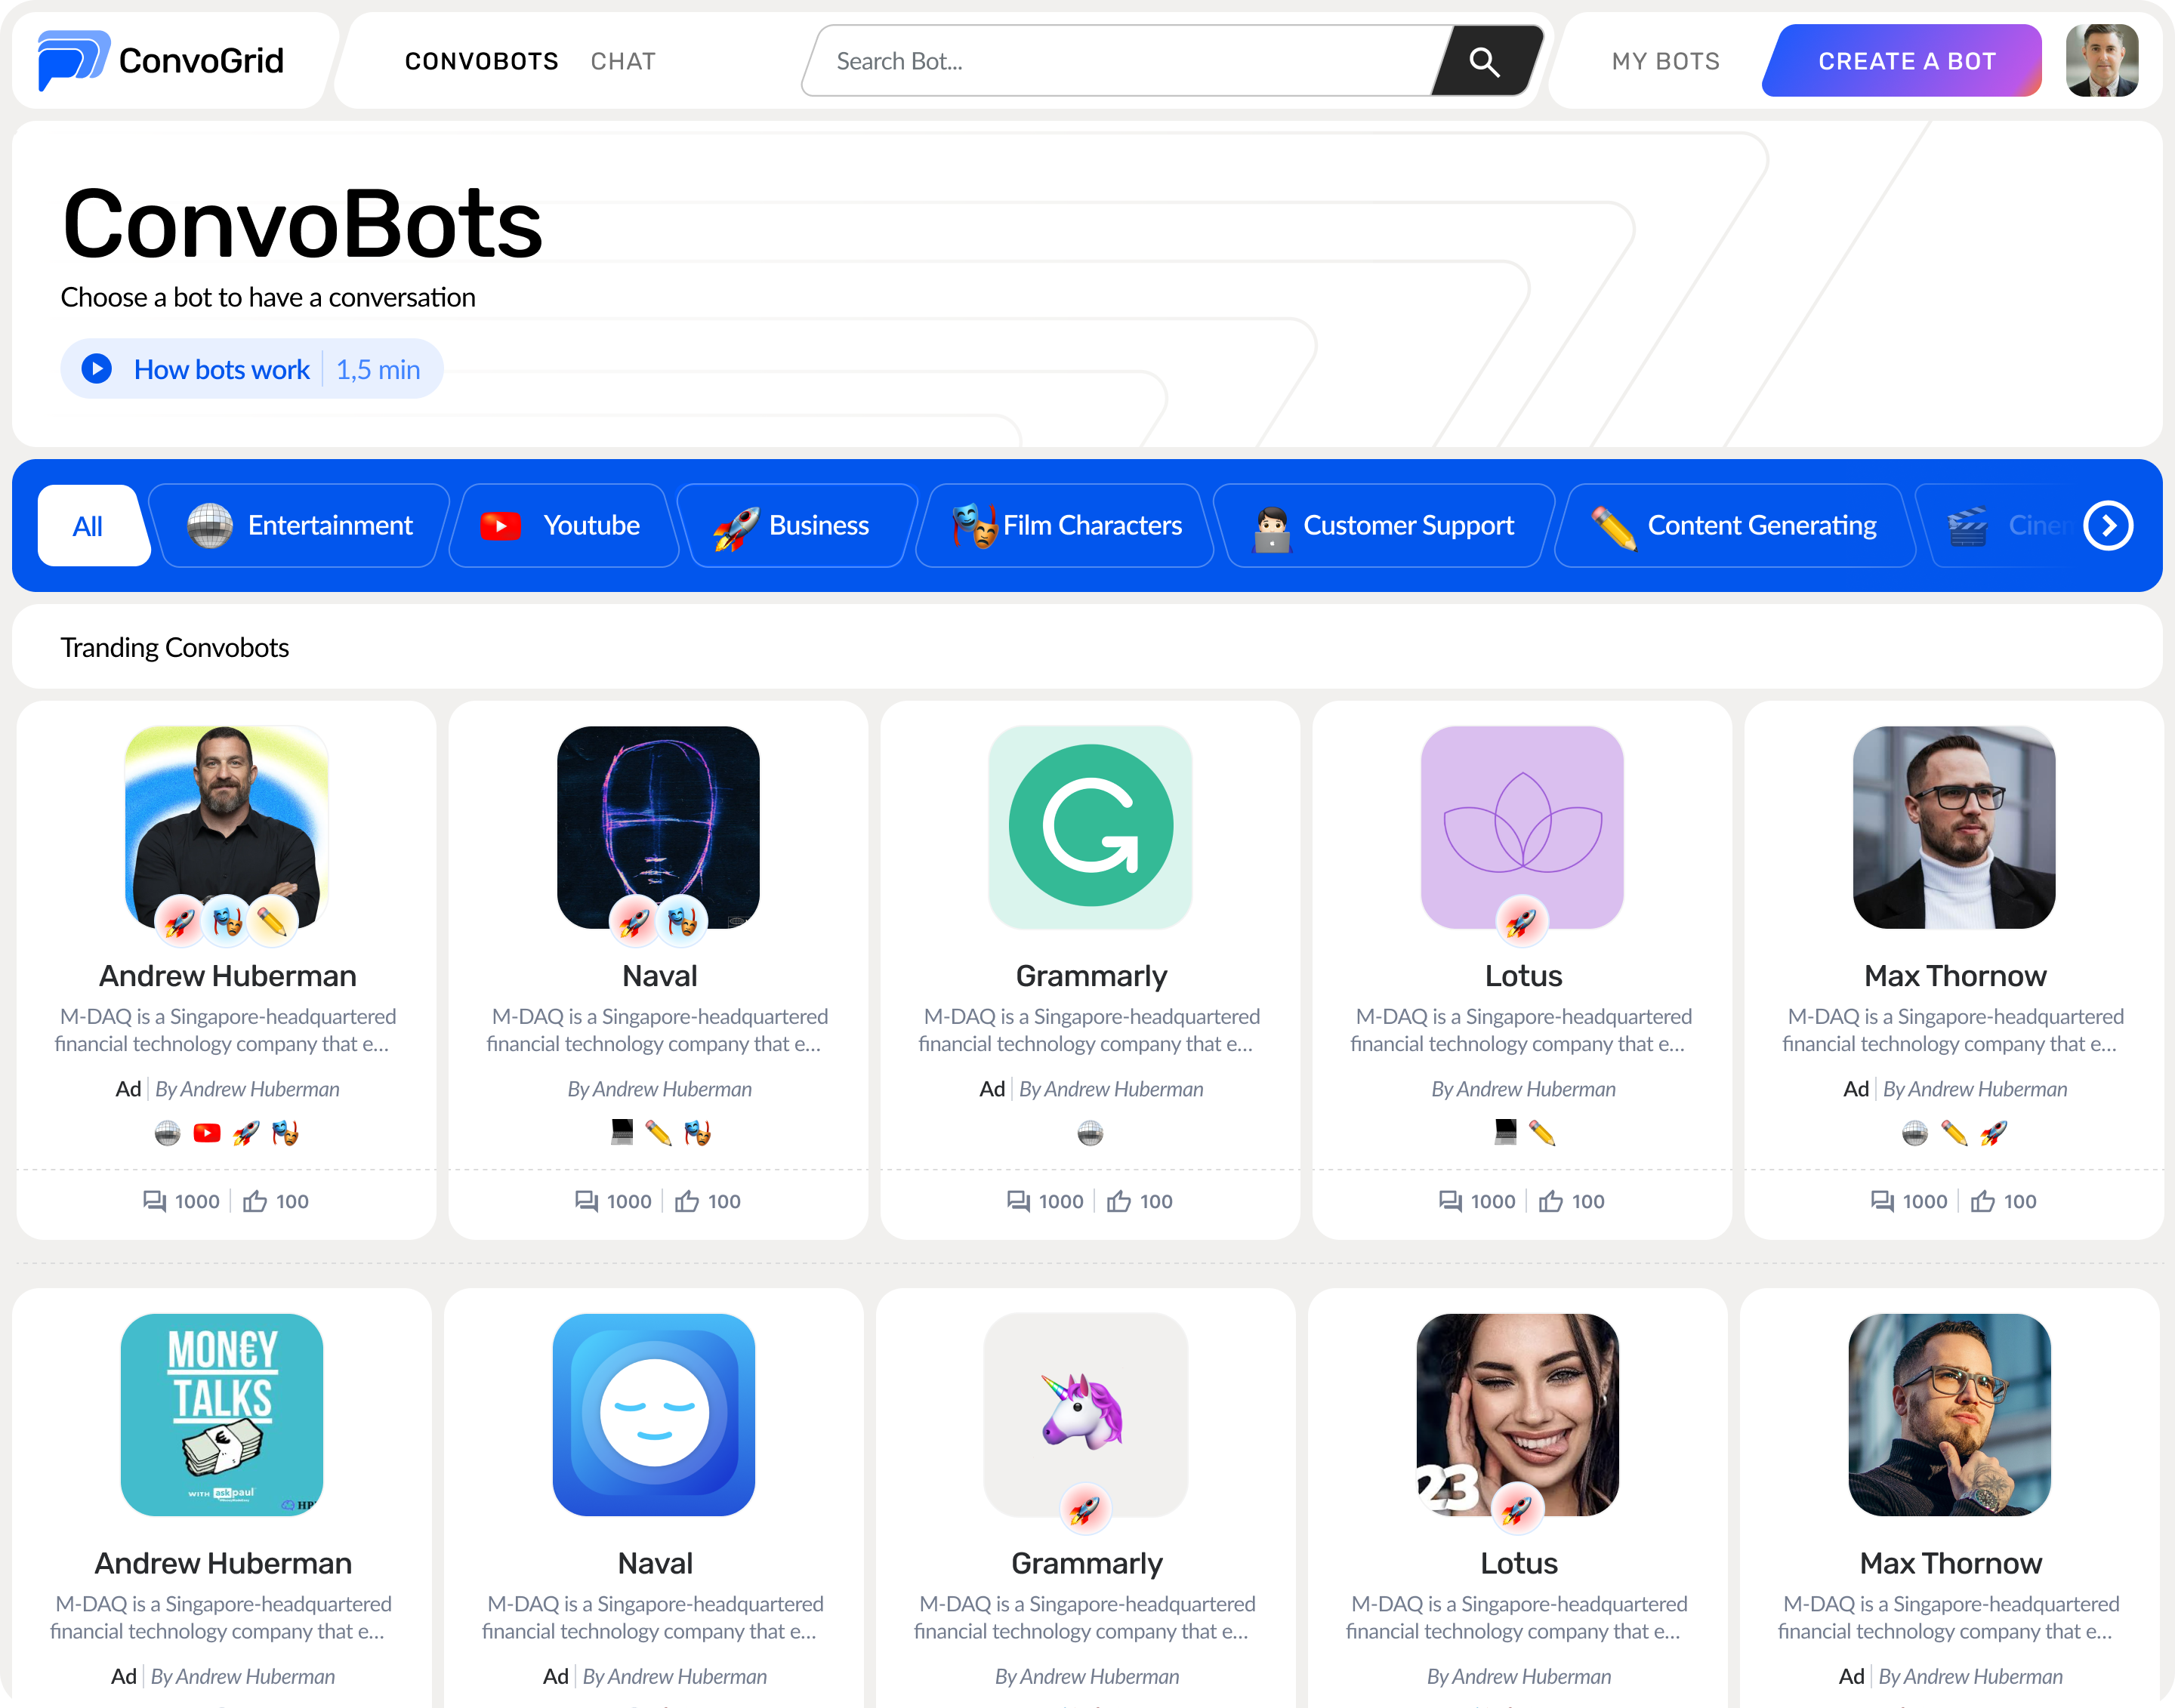 ConvoGrid
CONVOBOTS CHAT
Search Bot...
MY BOTS
CREATE A BOT
ConvoBots
Choose a bot to have a conversation
How bots work 1,5 min
All Entertainment Youtube Business Film Characters Customer Support Content Generating Cinem
Tranding Convobots
Andrew Huberman
M-DAQ is a Singapore-headquartered
financial technology company that e...
Ad By Andrew Huberman
1000 100
Naval
M-DAQ is a Singapore-headquartered
financial technology company that e...
By Andrew Huberman
1000 100
Grammarly
M-DAQ is a Singapore-headquartered
financial technology company that e...
Ad By Andrew Huberman
1000 100
Lotus
M-DAQ is a Singapore-headquartered
financial technology company that e...
By Andrew Huberman
1000 100
Max Thornow
M-DAQ is a Singapore-headquartered
financial technology company that e...
Ad By Andrew Huberman
1000 100
MON€Y
TALKS
WITH askpaul
HP
Andrew Huberman
M-DAQ is a Singapore-headquartered
financial technology company that e...
Ad By Andrew Huberman
Naval
M-DAQ is a Singapore-headquartered
financial technology company that e...
Ad By Andrew Huberman
Grammarly
M-DAQ is a Singapore-headquartered
financial technology company that e...
By Andrew Huberman
23
Lotus
M-DAQ is a Singapore-headquartered
financial technology company that e...
By Andrew Huberman
Max Thornow
M-DAQ is a Singapore-headquartered
financial technology company that e...
Ad By Andrew Huberman